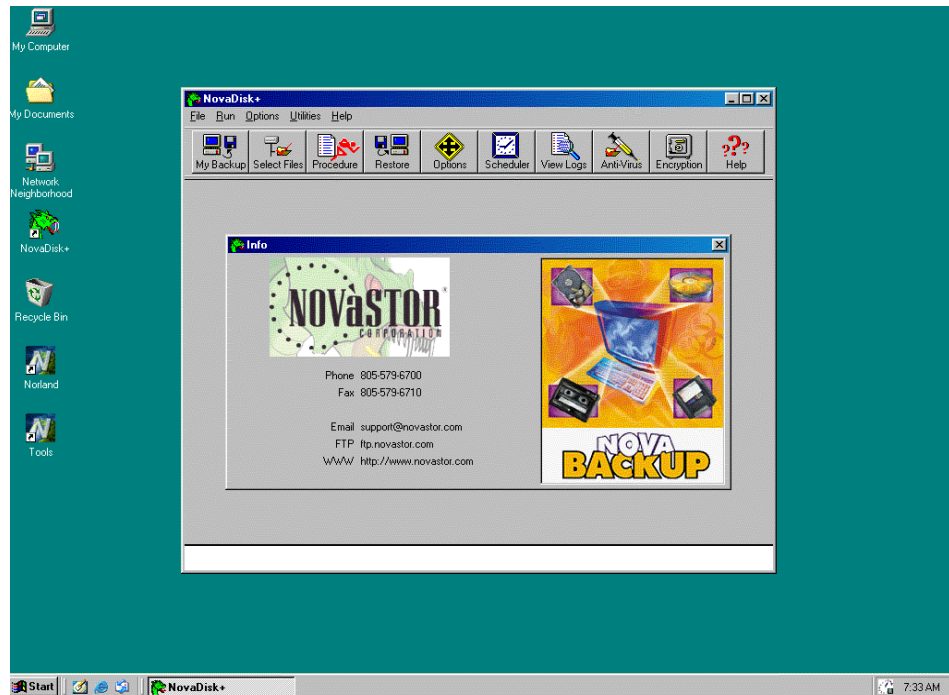 My Computer
My Documents
Network
Neighborhood
NovaDisk+
Recycle Bin
Norland
Tools
NovaDisk+
File Run Options Utilities Help
My Backup Select Files Procedure Restore Options Scheduler View Logs Anti-Virus Encryption Help
Info
NOVàSTOR®
CORPORATION
Phone 805-579-6700
Fax 805-579-6710
Email support@novastor.com
FTP ftp.novastor.com
WWW http://www.novastor.com
NOVA
BACKUP
Start NovaDisk+ 7:33 AM